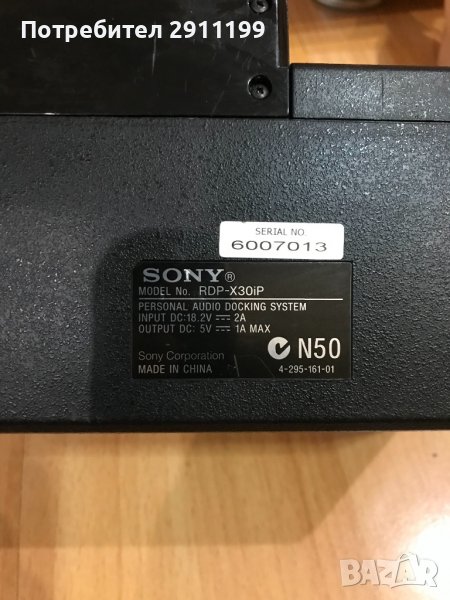 Потребител 2911199
SERIAL NO.
6007013
SONY®
MODEL No. RDP-X30iP
PERSONAL AUDIO DOCKING SYSTEM
INPUT DC:18.2V ⎓ 2A
OUTPUT DC: 5V ⎓ 1A MAX
Sony Corporation
MADE IN CHINA
N50
4-295-161-01
BAZAR